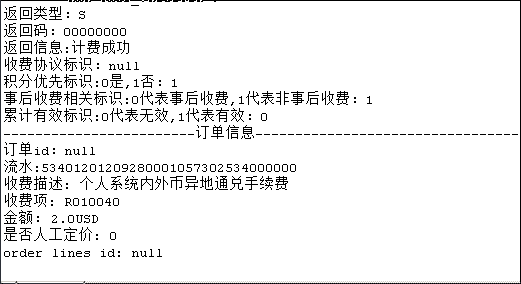 返回类型: S
返回码: 00000000
返回信息:计费成功
收费协议标识: null
积分优先标识:0是,1否: 1
事后收费相关标识:0代表事后收费,1代表非事后收费: 1
累计有效标识:0代表无效,1代表有效: 0
----------------------订单信息------------------------------
订单id: null
流水:53401201209280001057302534000000
收费描述: 个人系统内外币异地通兑手续费
收费项: R010040
金额: 2.0USD
是否人工定价: 0
order lines id: null